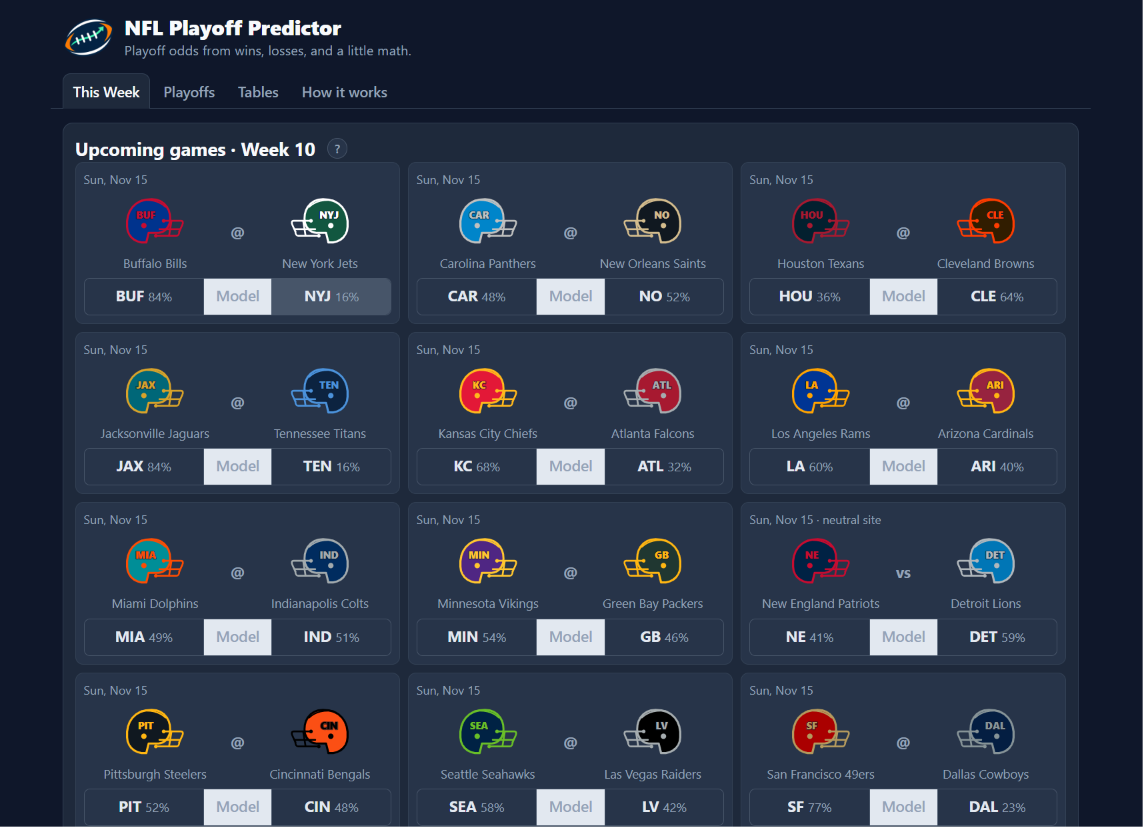 NFL Playoff Predictor
Playoff odds from wins, losses, and a little math.
This Week Playoffs Tables How it works
Upcoming games · Week 10 ?
Sun, Nov 15
BUF @ NYJ
Buffalo Bills New York Jets
BUF 84% Model NYJ 16%
Sun, Nov 15
CAR @ NO
Carolina Panthers New Orleans Saints
CAR 48% Model NO 52%
Sun, Nov 15
HOU @ CLE
Houston Texans Cleveland Browns
HOU 36% Model CLE 64%
Sun, Nov 15
JAX @ TEN
Jacksonville Jaguars Tennessee Titans
JAX 84% Model TEN 16%
Sun, Nov 15
KC @ ATL
Kansas City Chiefs Atlanta Falcons
KC 68% Model ATL 32%
Sun, Nov 15
LA @ ARI
Los Angeles Rams Arizona Cardinals
LA 60% Model ARI 40%
Sun, Nov 15
MIA @ IND
Miami Dolphins Indianapolis Colts
MIA 49% Model IND 51%
Sun, Nov 15
MIN @ GB
Minnesota Vikings Green Bay Packers
MIN 54% Model GB 46%
Sun, Nov 15 · neutral site
NE vs DET
New England Patriots Detroit Lions
NE 41% Model DET 59%
Sun, Nov 15
PIT @ CIN
Pittsburgh Steelers Cincinnati Bengals
PIT 52% Model CIN 48%
Sun, Nov 15
SEA @ LV
Seattle Seahawks Las Vegas Raiders
SEA 58% Model LV 42%
Sun, Nov 15
SF @ DAL
San Francisco 49ers Dallas Cowboys
SF 77% Model DAL 23%